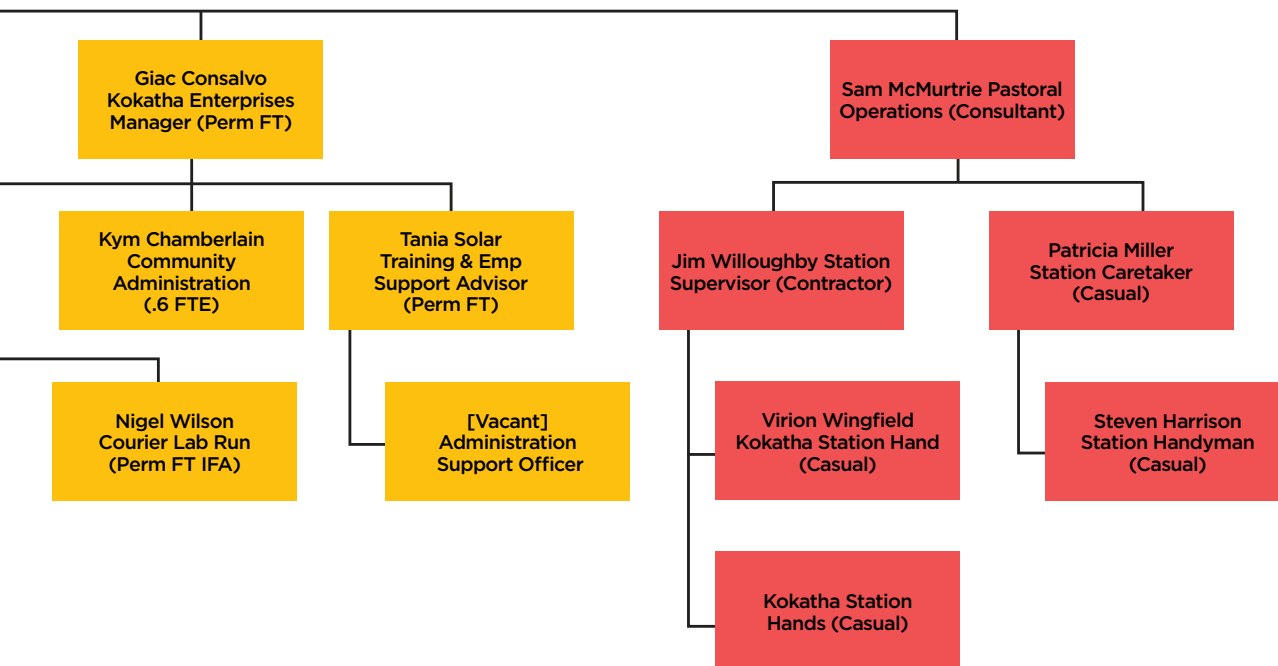 Giac Consalvo
Kokatha Enterprises
Manager (Perm FT)
Sam McMurtrie Pastoral
Operations (Consultant)
Kym Chamberlain
Community
Administration
(.6 FTE)
Tania Solar
Training & Emp
Support Advisor
(Perm FT)
Jim Willoughby Station
Supervisor (Contractor)
Patricia Miller
Station Caretaker
(Casual)
Nigel Wilson
Courier Lab Run
(Perm FT IFA)
[Vacant]
Administration
Support Officer
Virion Wingfield
Kokatha Station Hand
(Casual)
Steven Harrison
Station Handyman
(Casual)
Kokatha Station
Hands (Casual)